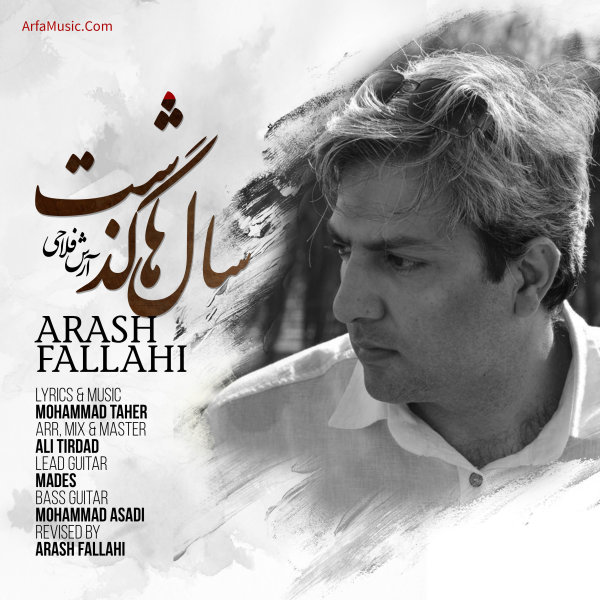 ArfaMusic.Com
سال ها گذشت
آرش فلاحی
ARASH
FALLAHI
LYRICS & MUSIC
MOHAMMAD TAHER
ARR, MIX & MASTER
ALI TIRDAD
LEAD GUITAR
MADES
BASS GUITAR
MOHAMMAD ASADI
REVISED BY
ARASH FALLAHI